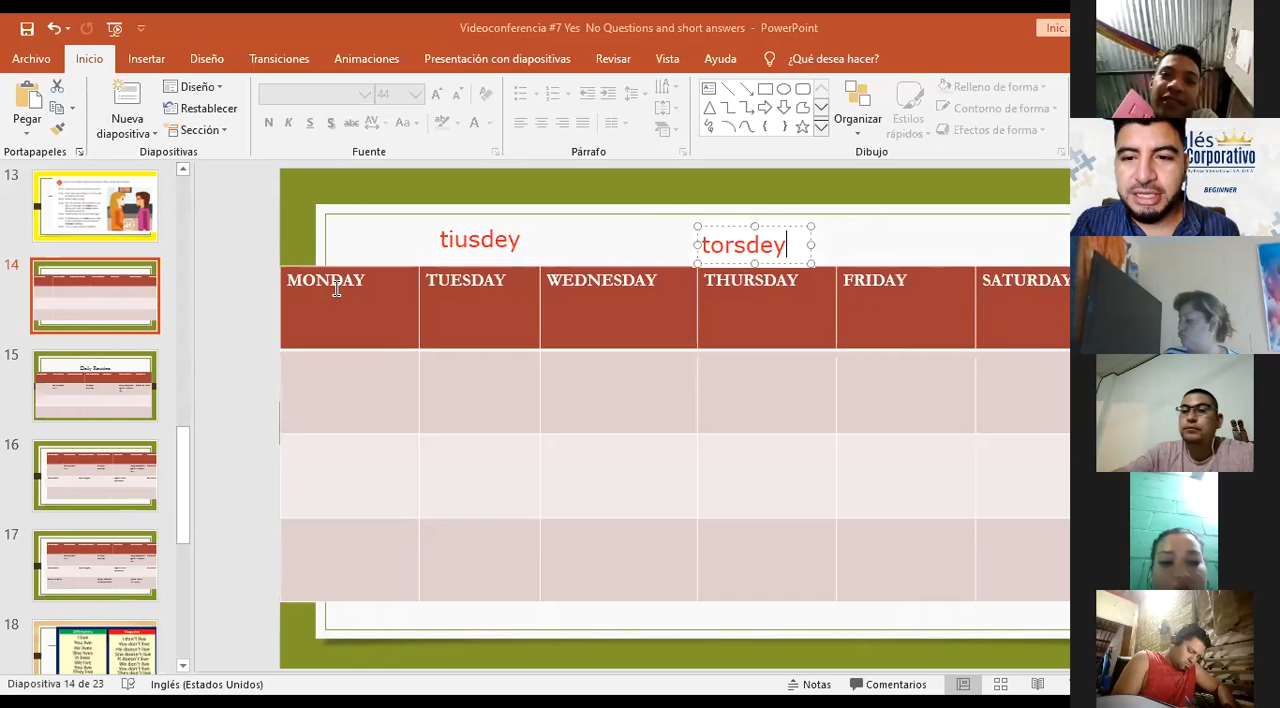 Videoconferencia #7 Yes No Questions and short answers - PowerPoint
Inic.
Archivo Inicio Insertar Diseño Transiciones Animaciones Presentación con diapositivas Revisar Vista Ayuda ¿Qué desea hacer?
Pegar
Nueva diapositiva
Diseño
Restablecer
Sección
44
N K S S abc AV Aa A
Organizar
Estilos rápidos
Relleno de forma
Contorno de forma
Efectos de forma
Portapapeles Diapositivas Fuente Párrafo Dibujo
13
14
15
Daily Routine
16
17
18
tiusdey torsdey
MONDAY TUESDAY WEDNESDAY THURSDAY FRIDAY SATURDAY
Diapositiva 14 de 23 Inglés (Estados Unidos) Notas Comentarios
glés
Corporativo
BEGINNER